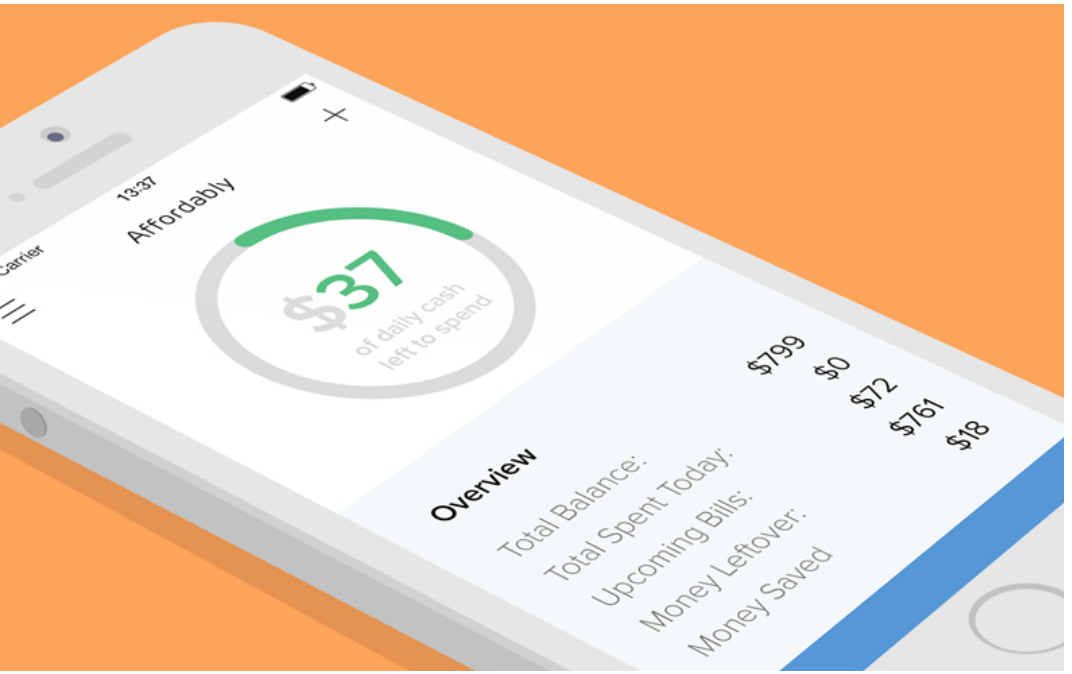 Carrier
13:37
Affordably
$37
of daily cash
left to spend
Overview
Total Balance: $799
Total Spent Today: $0
Upcoming Bills: $72
Money Leftover: $761
Money Saved $18